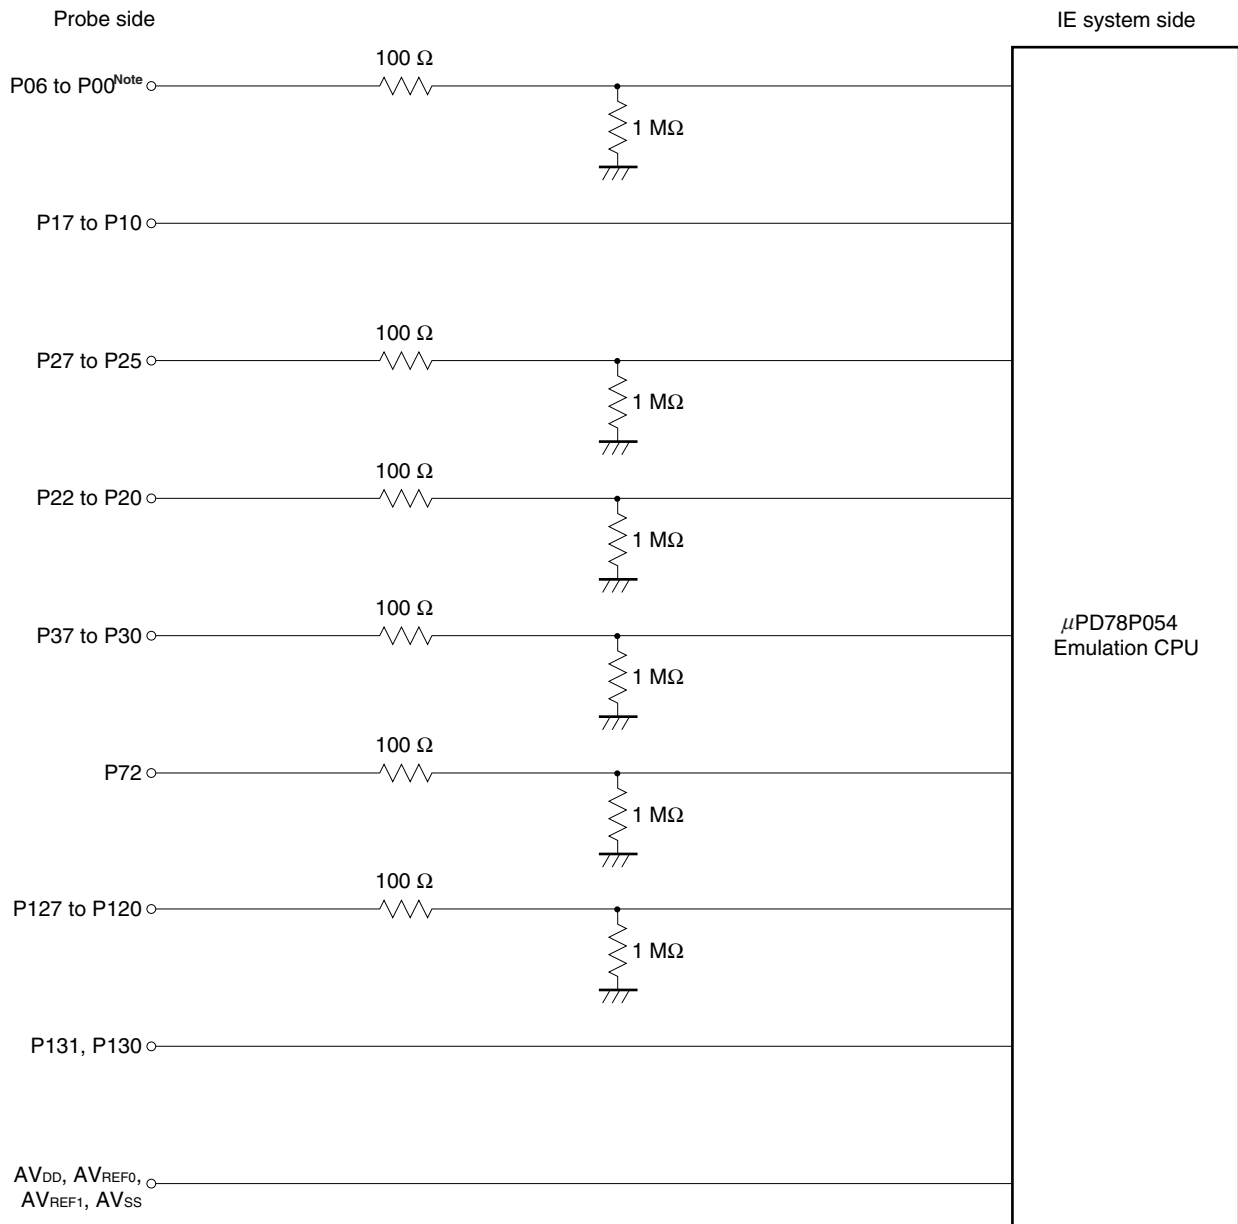 Probe side
IE system side
100 Ω
P06 to P00Note
1 MΩ
P17 to P10
100 Ω
P27 to P25
1 MΩ
100 Ω
P22 to P20
1 MΩ
100 Ω
P37 to P30
μPD78P054
Emulation CPU
1 MΩ
100 Ω
P72
1 MΩ
100 Ω
P127 to P120
1 MΩ
P131, P130
AVDD, AVREF0,
AVREF1, AVSS